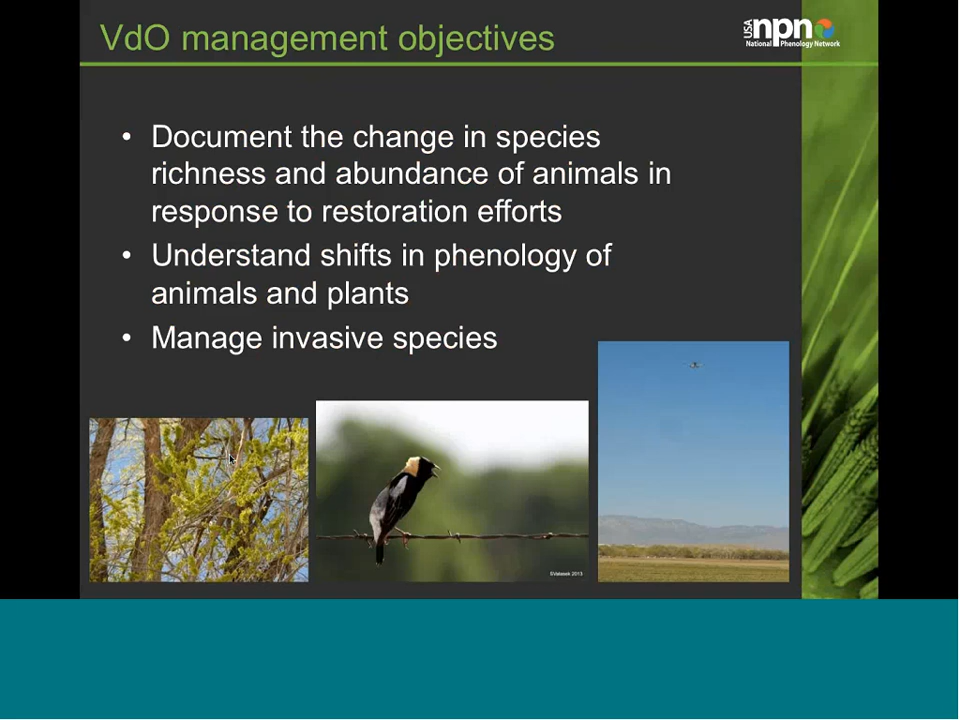 VdO management objectives
USA npn
National Phenology Network
• Document the change in species
richness and abundance of animals in
response to restoration efforts
• Understand shifts in phenology of
animals and plants
• Manage invasive species